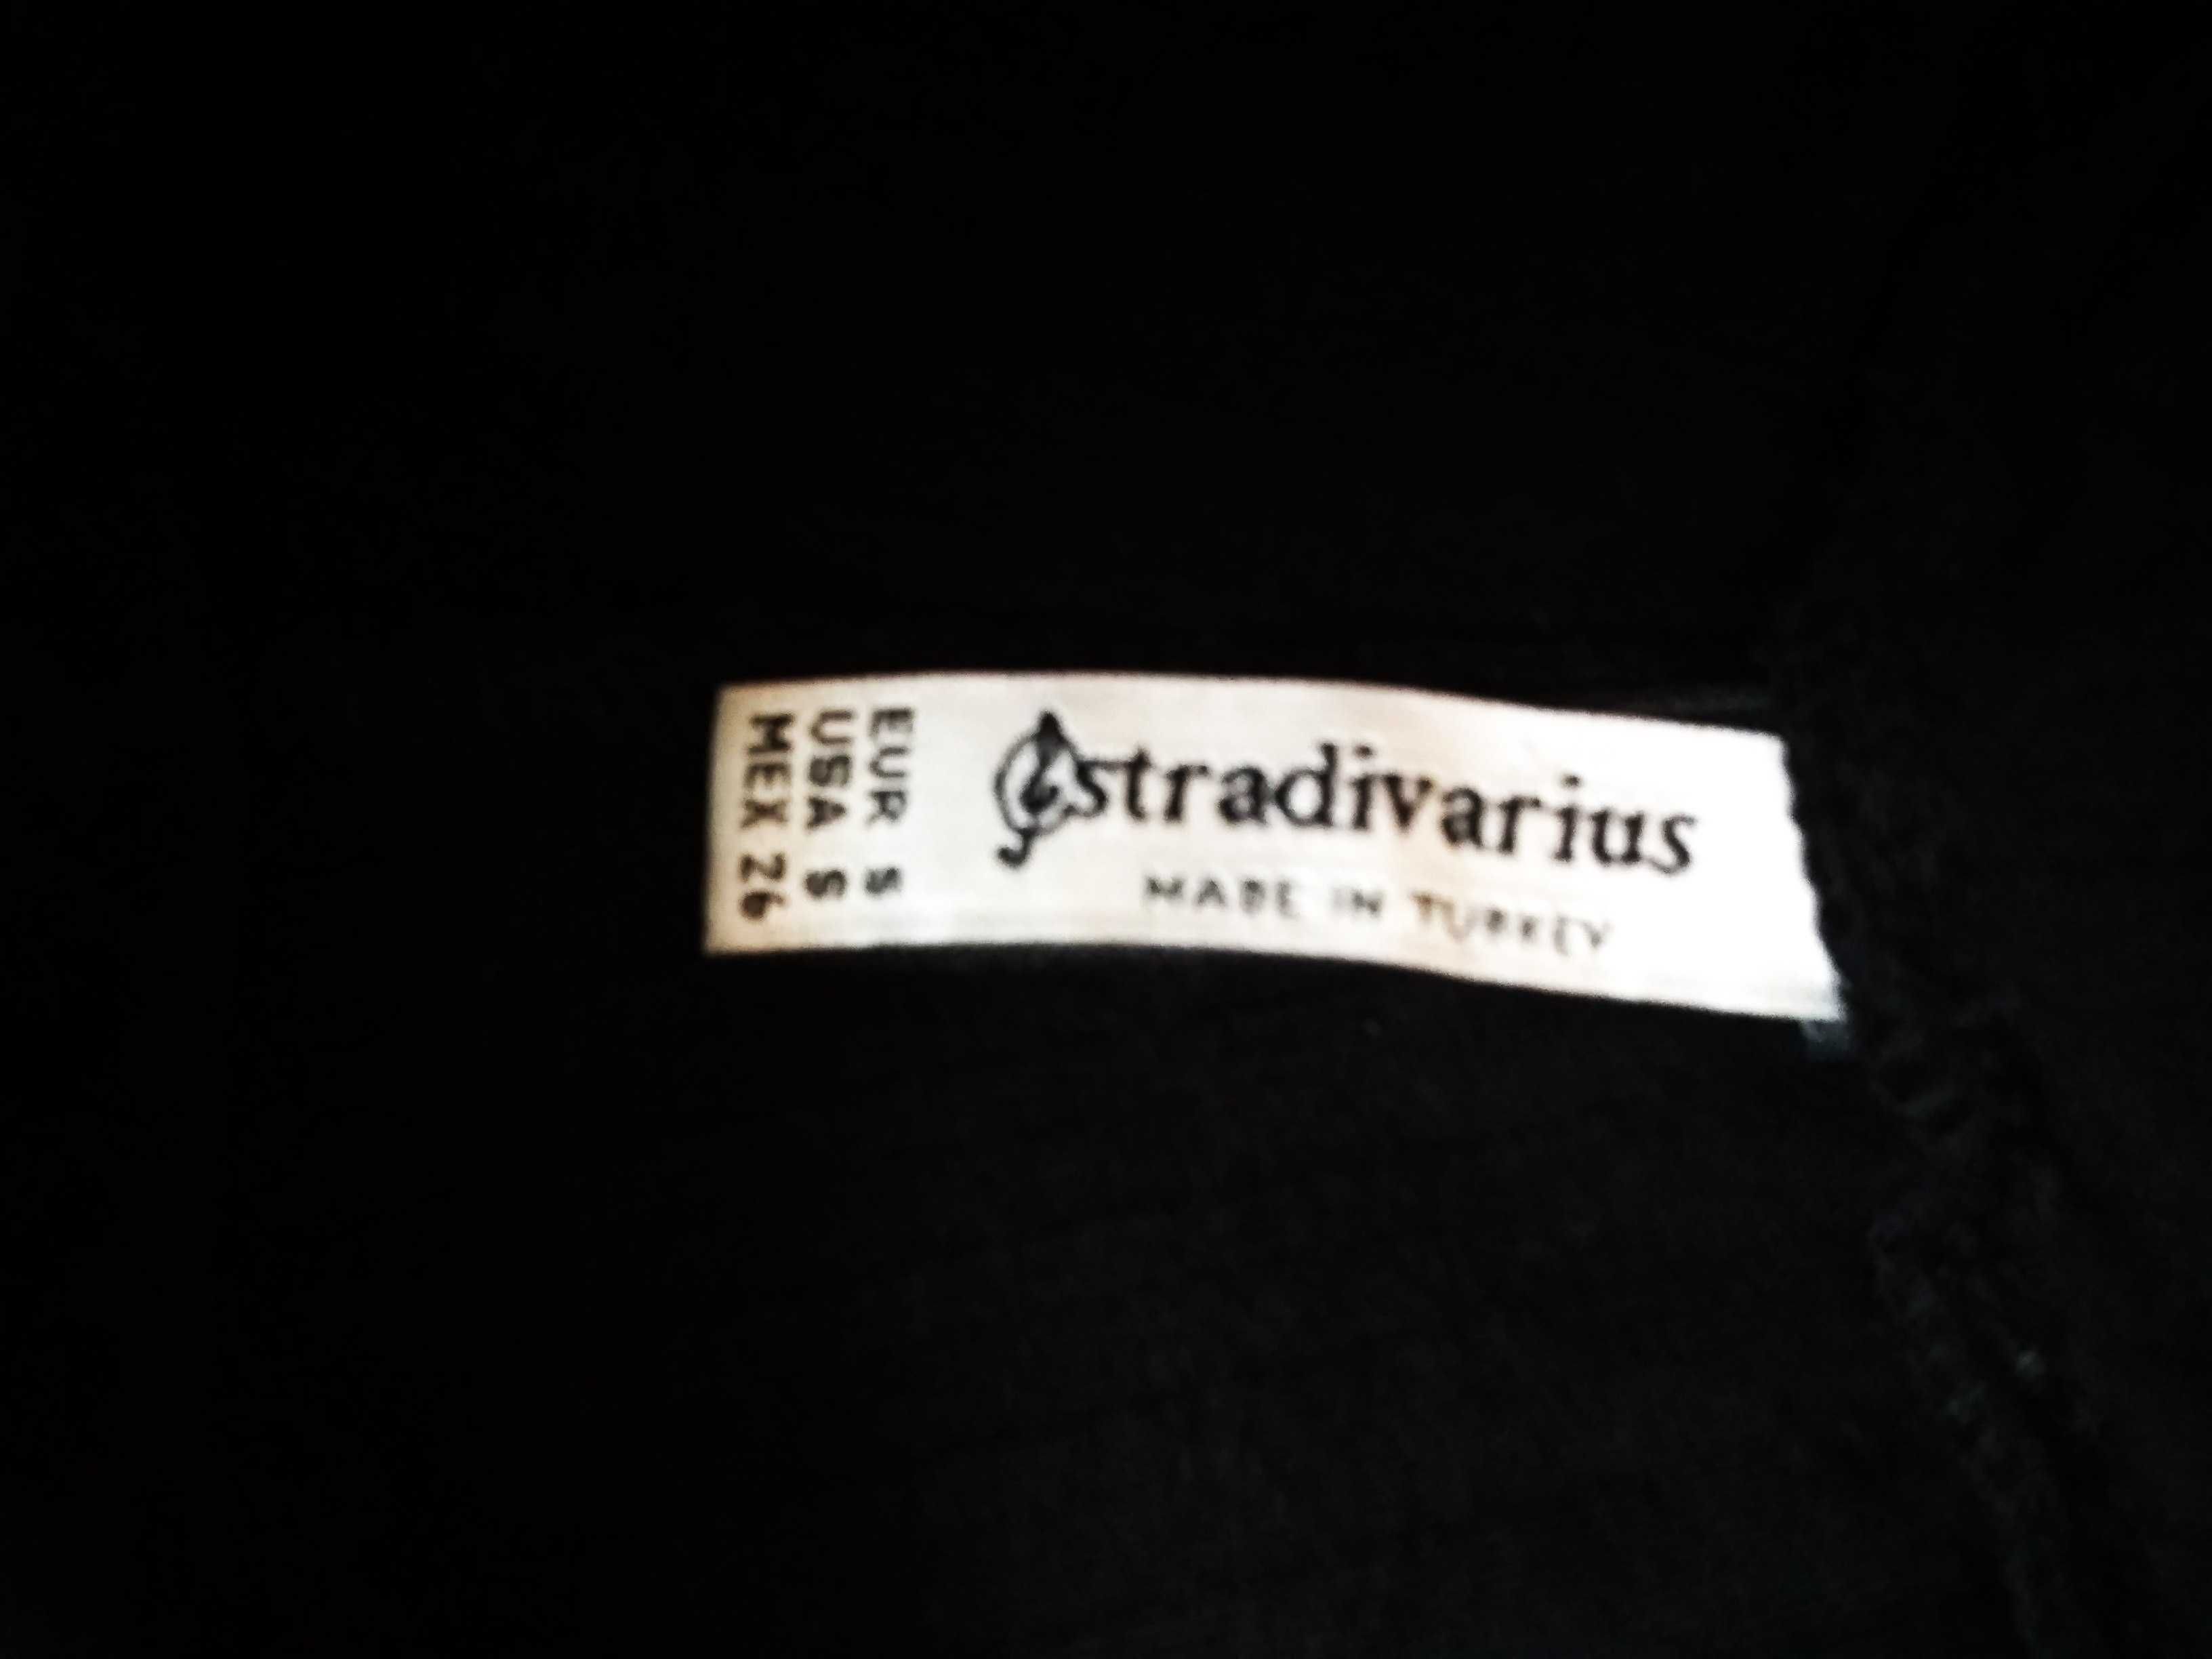 stradivarius
MADE IN TURKEY
EUR S
USA S
MEX 26